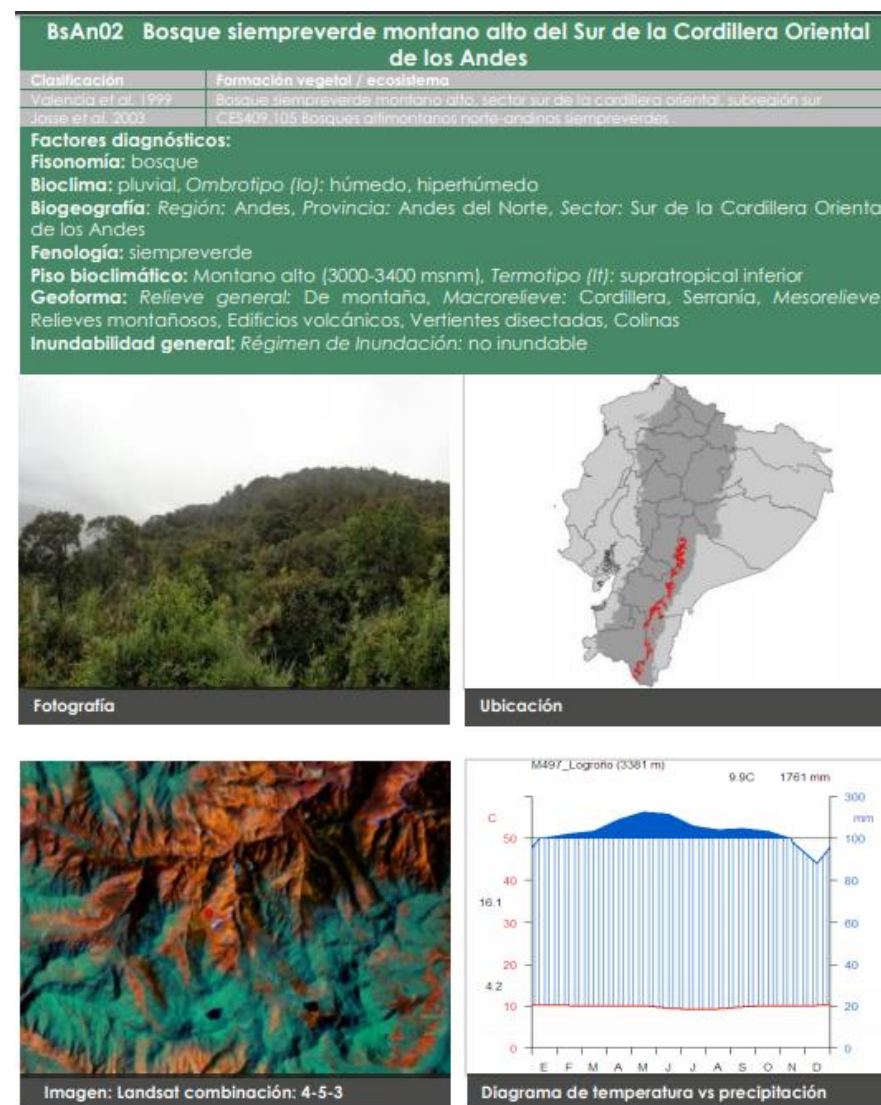 BsAn02 Bosque siempreverde montano alto del Sur de la Cordillera Oriental
de los Andes
Clasificación Formación vegetal / ecosistema
Valencia et al. 1999 Bosque siempreverde montano alto, sector sur de la cordillera oriental, subregión sur
Josse et al. 2003 CES409.105 Bosques altimontanos norte-andinos siempreverdes
Factores diagnósticos:
Fisonomía: bosque
Bioclima: pluvial, Ombrotipo (Io): húmedo, hiperhúmedo
Biogeografía: Región: Andes, Provincia: Andes del Norte, Sector: Sur de la Cordillera Orienta
de los Andes
Fenología: siempreverde
Piso bioclimático: Montano alto (3000-3400 msnm), Termotipo (It): supratropical inferior
Geoforma: Relieve general: De montaña, Macrorelieve: Cordillera, Serranía, Mesorelieve
Relieves montañosos, Edificios volcánicos, Vertientes disectadas, Colinas
Inundabilidad general: Régimen de Inundación: no inundable
Fotografía
Ubicación
M497_Logroño (3381 m)
9.9C 1761 mm
C
50
40
16.1
30
20
4.2
10
0
300
mm
100
80
60
40
20
0
E F M A M J J A S O N D
Imagen: Landsat combinación: 4-5-3
Diagrama de temperatura vs precipitación